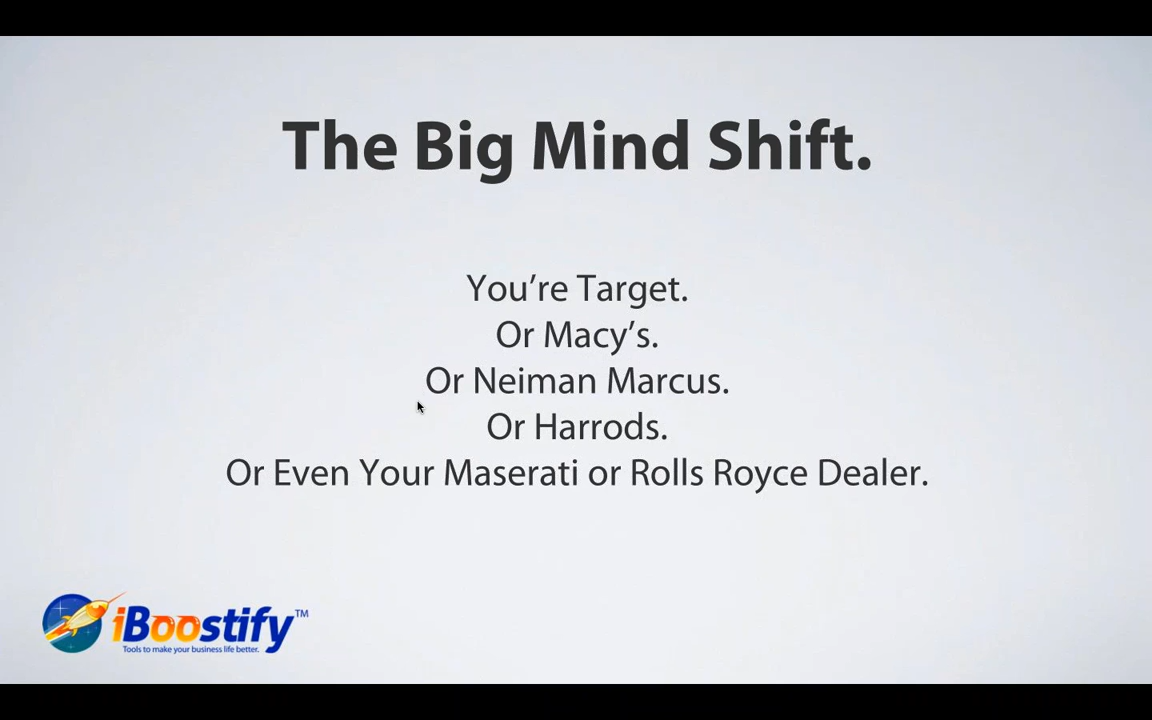 The Big Mind Shift.
You're Target.
Or Macy's.
Or Neiman Marcus.
Or Harrods.
Or Even Your Maserati or Rolls Royce Dealer.
iBoostify™
Tools to make your business life better.